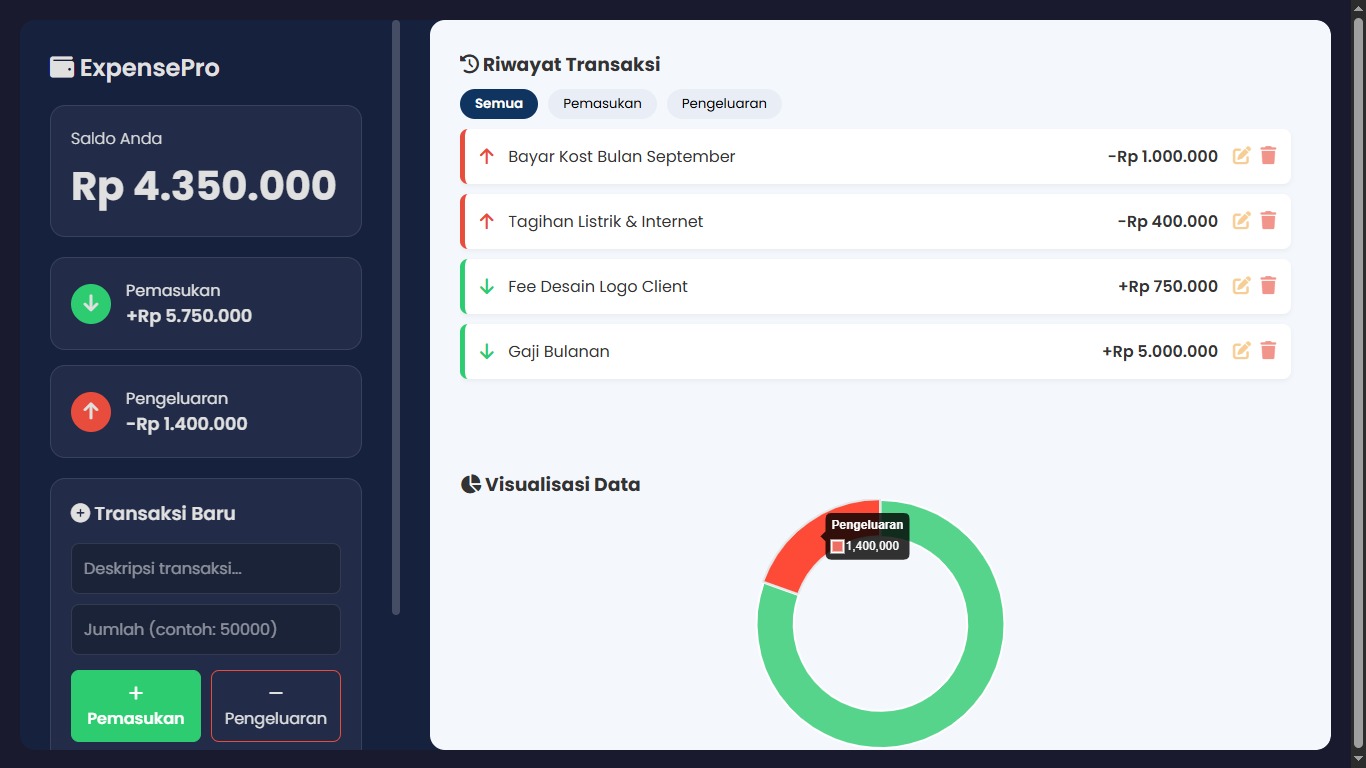 ExpensePro
Saldo Anda
Rp 4.350.000
Pemasukan
+Rp 5.750.000
Pengeluaran
-Rp 1.400.000
Transaksi Baru
Deskripsi transaksi...
Jumlah (contoh: 50000)
+ Pemasukan
− Pengeluaran
Riwayat Transaksi
Semua Pemasukan Pengeluaran
Bayar Kost Bulan September -Rp 1.000.000
Tagihan Listrik & Internet -Rp 400.000
Fee Desain Logo Client +Rp 750.000
Gaji Bulanan +Rp 5.000.000
Visualisasi Data
Pengeluaran
1,400,000